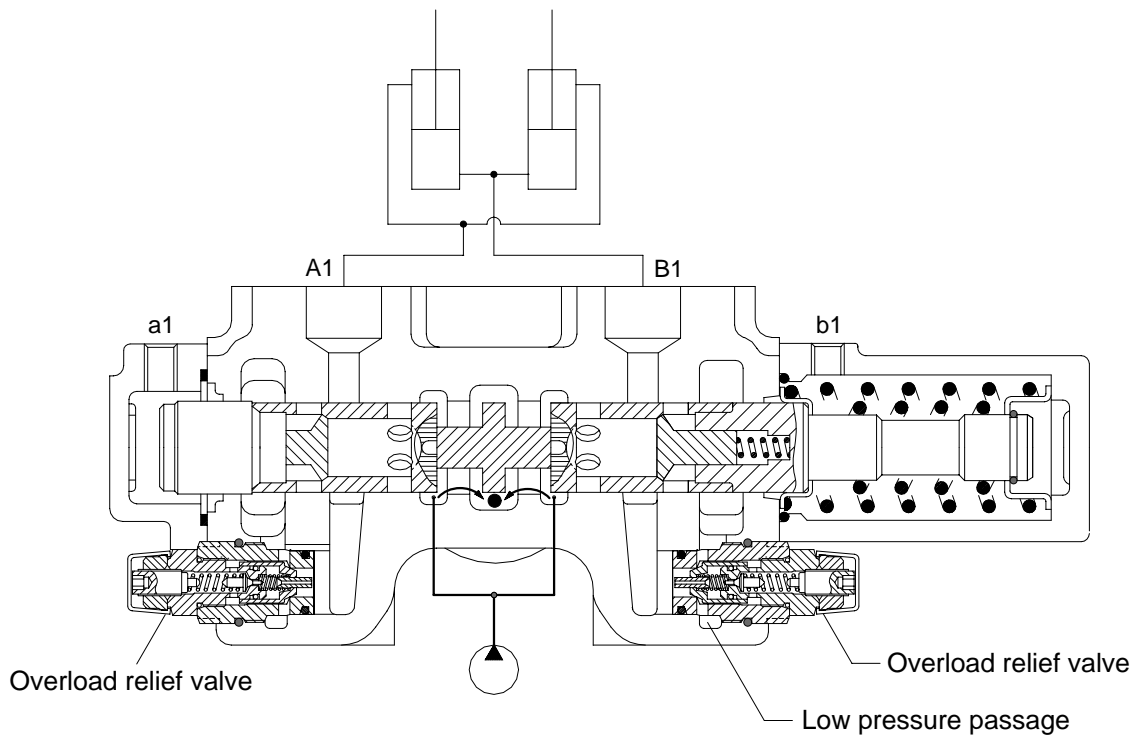 A1
B1
a1
b1
Overload relief valve
Overload relief valve
Low pressure passage